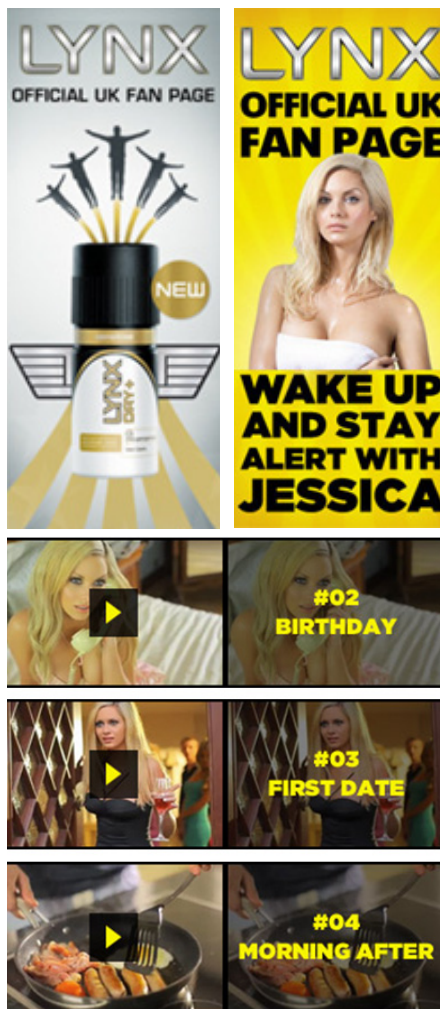 LYNX
OFFICIAL UK FAN PAGE
NEW
LYNX
DRY+
LYNX
OFFICIAL UK
FAN PAGE
WAKE UP
AND STAY
ALERT WITH
JESSICA
#02
BIRTHDAY
#03
FIRST DATE
#04
MORNING AFTER